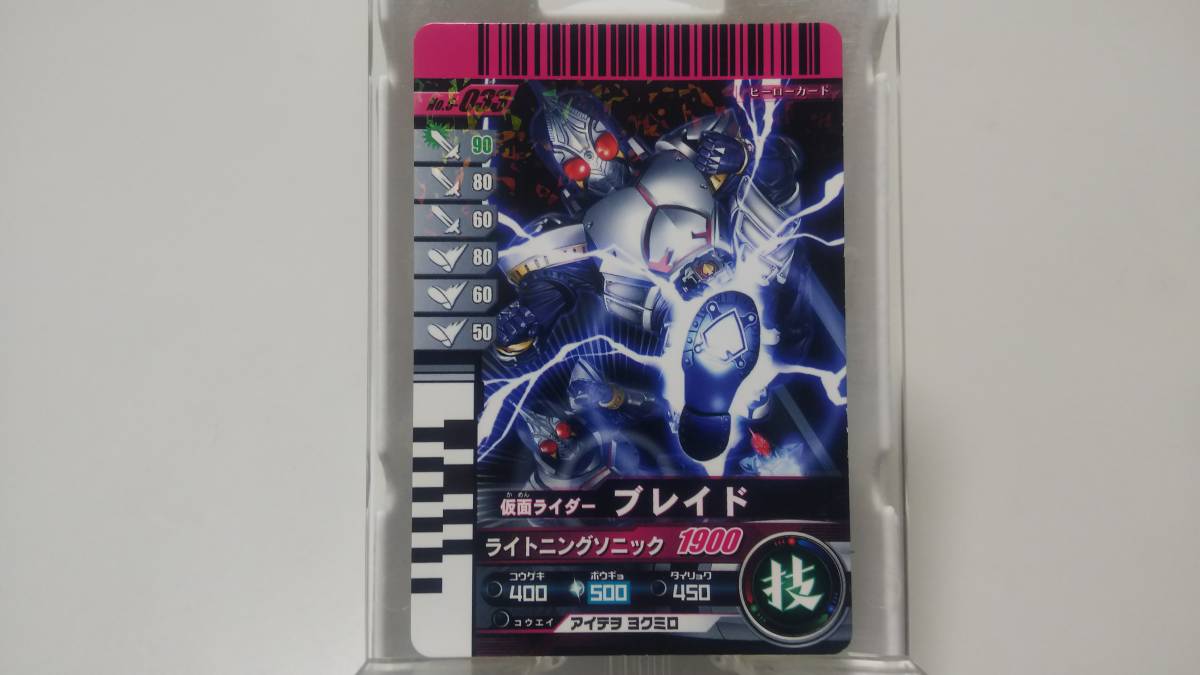 No.6-033
ヒーローカード
90
80
60
80
60
50
かめん
仮面ライダー ブレイド
ライトニングソニック 1900
コウゲキ ボウギョ タイリョク
400 500 450
技
コウエイ アイテヲ ヨクミロ